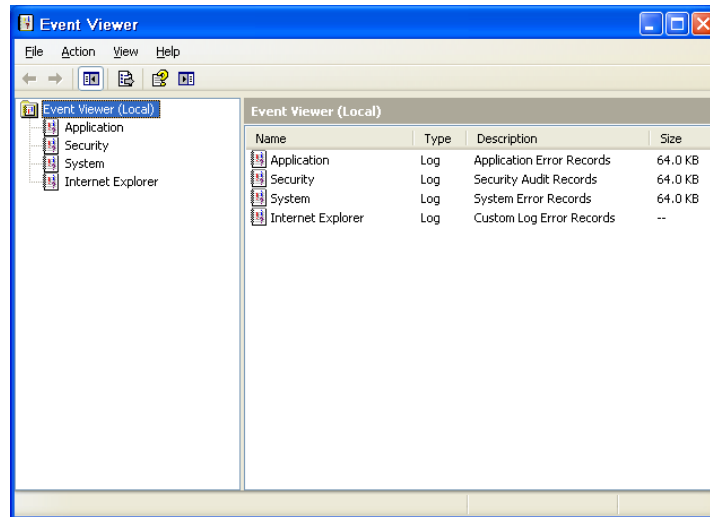 Event Viewer
File Action View Help
Event Viewer (Local)
Application
Security
System
Internet Explorer
Event Viewer (Local)
Name Type Description Size
Application Log Application Error Records 64.0 KB
Security Log Security Audit Records 64.0 KB
System Log System Error Records 64.0 KB
Internet Explorer Log Custom Log Error Records --